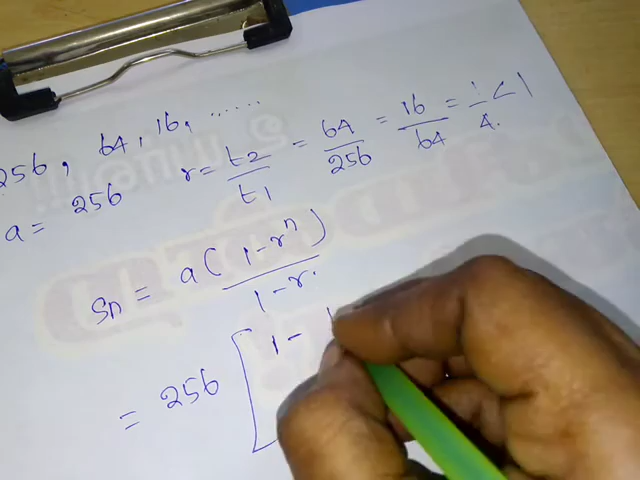 256, 64, 16, ......
a = 256 r = t2/t1 = 64/256 = 16/64 = 1/4 < 1
Sn = a(1-r^n)/1-r.
= 256 [1 -